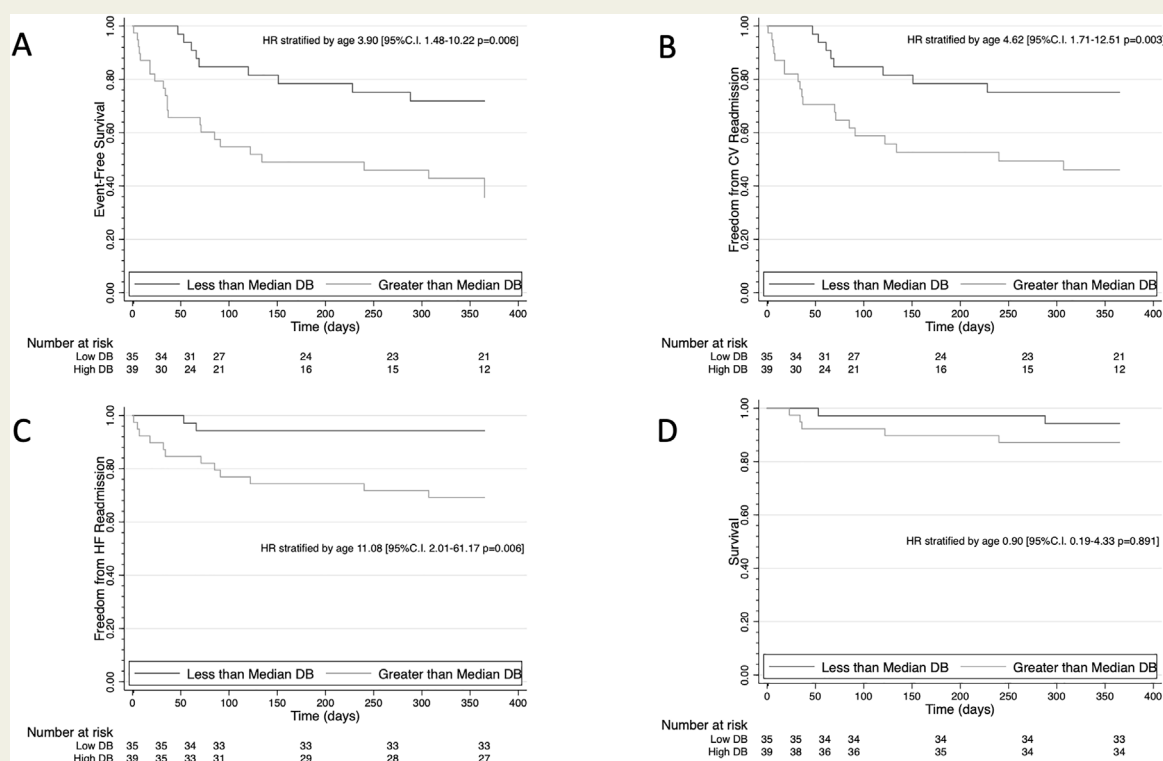 A
HR stratified by age 3.90 [95%C.I. 1.48-10.22 p=0.006]
Event-Free Survival
0.00 0.20 0.40 0.60 0.80 1.00
Less than Median DB Greater than Median DB
0 50 100 150 200 250 300 350 400
Time (days)
Number at risk
Low DB 35 34 31 27 24 23 21
High DB 39 30 24 21 16 15 12
B
HR stratified by age 4.62 [95%C.I. 1.71-12.51 p=0.003]
Freedom from CV Readmission
0.00 0.20 0.40 0.60 0.80 1.00
Less than Median DB Greater than Median DB
0 50 100 150 200 250 300 350 400
Time (days)
Number at risk
Low DB 35 34 31 27 24 23 21
High DB 39 30 24 21 16 15 12
C
HR stratified by age 11.08 [95%C.I. 2.01-61.17 p=0.006]
Freedom from HF Readmission
0.00 0.20 0.40 0.60 0.80 1.00
Less than Median DB Greater than Median DB
0 50 100 150 200 250 300 350 400
Time (days)
Number at risk
Low DB 35 35 34 33 33 33 33
High DB 39 35 33 31 29 28 27
D
HR stratified by age 0.90 [95%C.I. 0.19-4.33 p=0.891]
Survival
0.00 0.20 0.40 0.60 0.80 1.00
Less than Median DB Greater than Median DB
0 50 100 150 200 250 300 350 400
Time (days)
Number at risk
Low DB 35 35 34 34 34 34 33
High DB 39 38 36 36 35 34 34